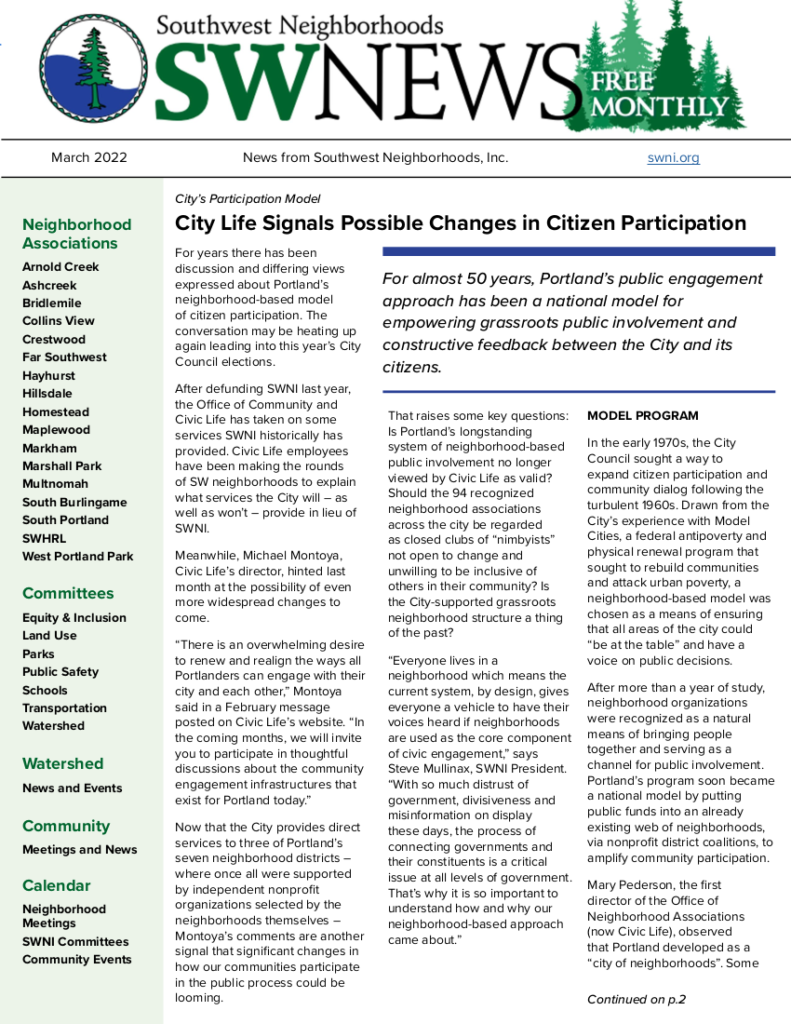 Southwest Neighborhoods
SWNEWS
FREE
MONTHLY
March 2022
News from Southwest Neighborhoods, Inc.
swni.org
Neighborhood
Associations
Arnold Creek
Ashcreek
Bridlemile
Collins View
Crestwood
Far Southwest
Hayhurst
Hillsdale
Homestead
Maplewood
Markham
Marshall Park
Multnomah
South Burlingame
South Portland
SWHRL
West Portland Park
Committees
Equity & Inclusion
Land Use
Parks
Public Safety
Schools
Transportation
Watershed
Watershed
News and Events
Community
Meetings and News
Calendar
Neighborhood
Meetings
SWNI Committees
Community Events
City's Participation Model
City Life Signals Possible Changes in Citizen Participation
For years there has been
discussion and differing views
expressed about Portland's
neighborhood-based model
of citizen participation. The
conversation may be heating up
again leading into this year's City
Council elections.
After defunding SWNI last year,
the Office of Community and
Civic Life has taken on some
services SWNI historically has
provided. Civic Life employees
have been making the rounds
of SW neighborhoods to explain
what services the City will – as
well as won't – provide in lieu of
SWNI.
Meanwhile, Michael Montoya,
Civic Life's director, hinted last
month at the possibility of even
more widespread changes to
come.
“There is an overwhelming desire
to renew and realign the ways all
Portlanders can engage with their
city and each other,” Montoya
said in a February message
posted on Civic Life's website. “In
the coming months, we will invite
you to participate in thoughtful
discussions about the community
engagement infrastructures that
exist for Portland today.”
Now that the City provides direct
services to three of Portland's
seven neighborhood districts –
where once all were supported
by independent nonprofit
organizations selected by the
neighborhoods themselves –
Montoya's comments are another
signal that significant changes in
how our communities participate
in the public process could be
looming.
For almost 50 years, Portland's public engagement
approach has been a national model for
empowering grassroots public involvement and
constructive feedback between the City and its
citizens.
That raises some key questions:
Is Portland's longstanding
system of neighborhood-based
public involvement no longer
viewed by Civic Life as valid?
Should the 94 recognized
neighborhood associations
across the city be regarded
as closed clubs of “nimbyists”
not open to change and
unwilling to be inclusive of
others in their community? Is
the City-supported grassroots
neighborhood structure a thing
of the past?
“Everyone lives in a
neighborhood which means the
current system, by design, gives
everyone a vehicle to have their
voices heard if neighborhoods
are used as the core component
of civic engagement,” says
Steve Mullinax, SWNI President.
“With so much distrust of
government, divisiveness and
misinformation on display
these days, the process of
connecting governments and
their constituents is a critical
issue at all levels of government.
That's why it is so important to
understand how and why our
neighborhood-based approach
came about.”
MODEL PROGRAM
In the early 1970s, the City
Council sought a way to
expand citizen participation and
community dialog following the
turbulent 1960s. Drawn from the
City's experience with Model
Cities, a federal antipoverty and
physical renewal program that
sought to rebuild communities
and attack urban poverty, a
neighborhood-based model was
chosen as a means of ensuring
that all areas of the city could
“be at the table” and have a
voice on public decisions.
After more than a year of study,
neighborhood organizations
were recognized as a natural
means of bringing people
together and serving as a
channel for public involvement.
Portland's program soon became
a national model by putting
public funds into an already
existing web of neighborhoods,
via nonprofit district coalitions, to
amplify community participation.
Mary Pederson, the first
director of the Office of
Neighborhood Associations
(now Civic Life), observed
that Portland developed as a
“city of neighborhoods”. Some
Continued on p.2